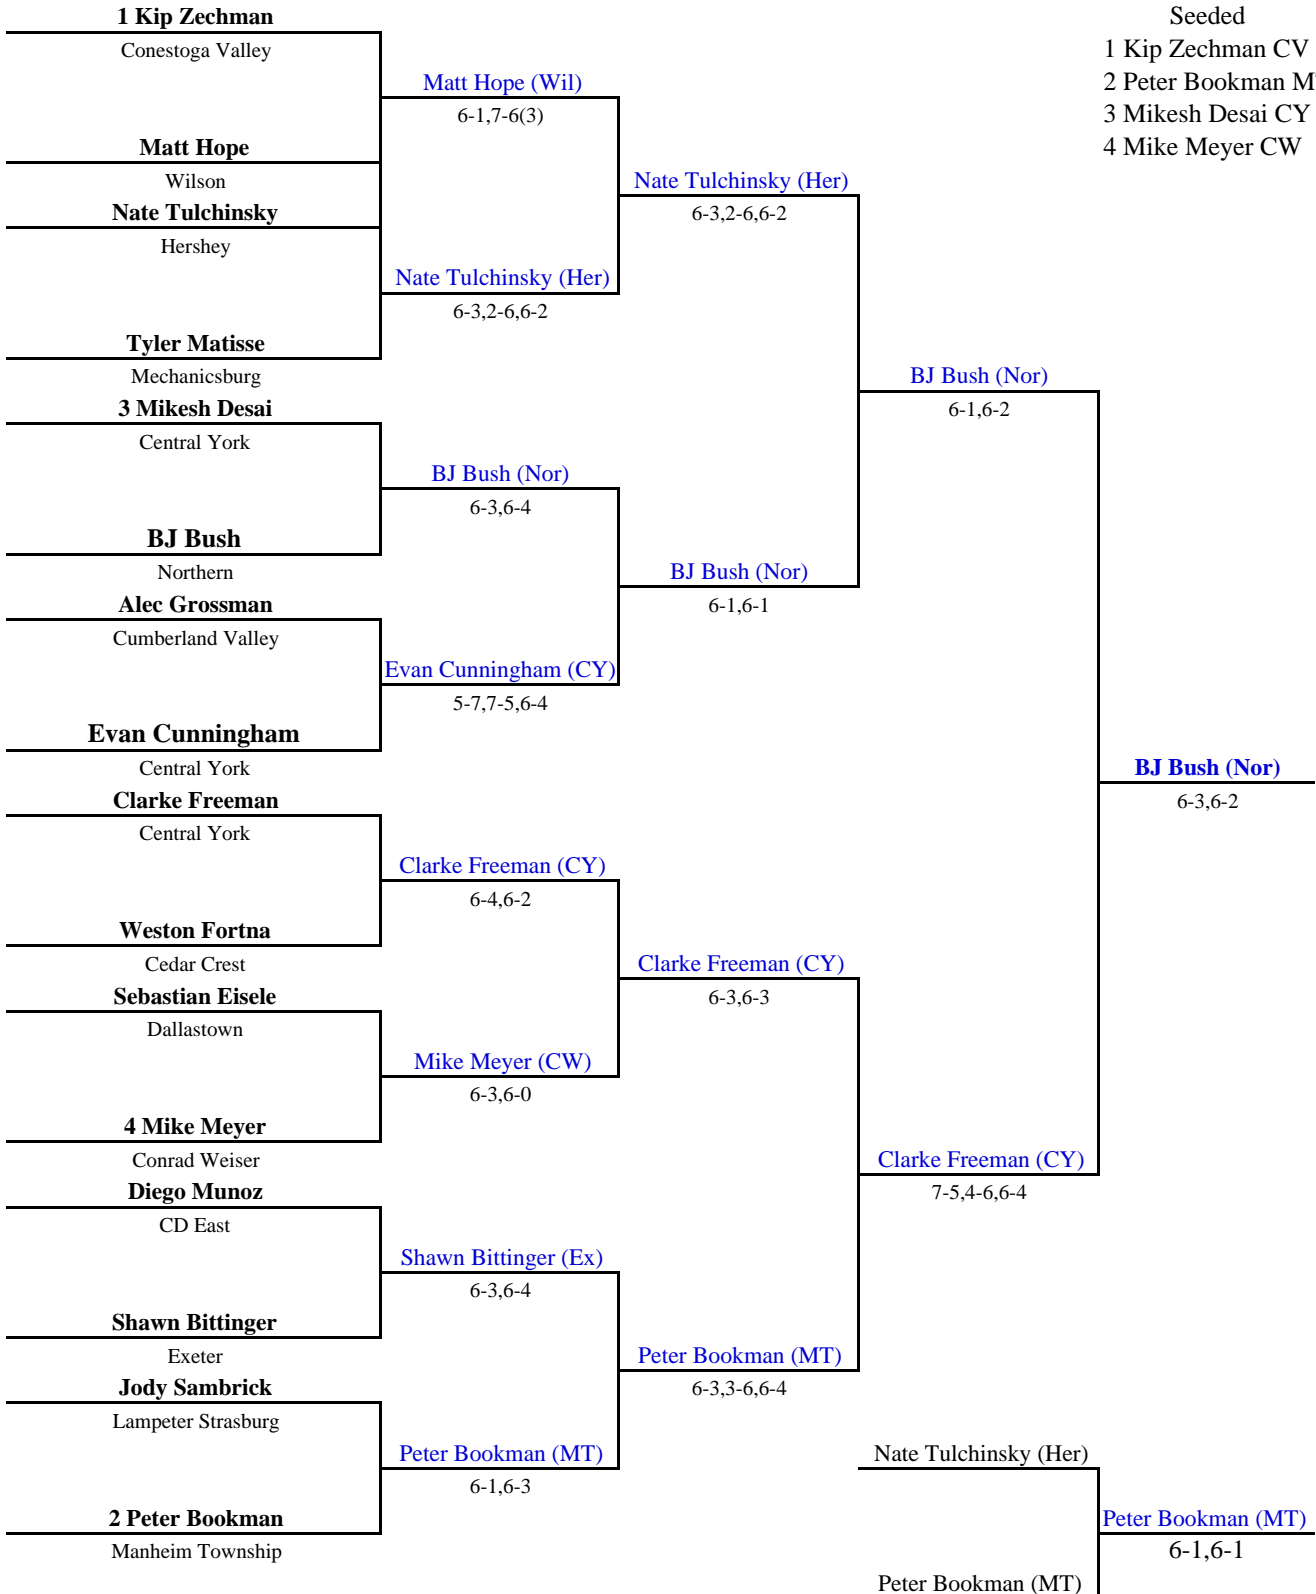 1 Kip Zechman
Conestoga Valley
Matt Hope
Wilson
Nate Tulchinsky
Hershey
Tyler Matisse
Mechanicsburg
3 Mikesh Desai
Central York
BJ Bush
Northern
Alec Grossman
Cumberland Valley
Evan Cunningham
Central York
Clarke Freeman
Central York
Weston Fortna
Cedar Crest
Sebastian Eisele
Dallastown
4 Mike Meyer
Conrad Weiser
Diego Munoz
CD East
Shawn Bittinger
Exeter
Jody Sambrick
Lampeter Strasburg
2 Peter Bookman
Manheim Township
Matt Hope (Wil)
6-1,7-6(3)
Nate Tulchinsky (Her)
6-3,2-6,6-2
BJ Bush (Nor)
6-3,6-4
Evan Cunningham (CY)
5-7,7-5,6-4
Clarke Freeman (CY)
6-4,6-2
Mike Meyer (CW)
6-3,6-0
Shawn Bittinger (Ex)
6-3,6-4
Peter Bookman (MT)
6-1,6-3
Nate Tulchinsky (Her)
6-3,2-6,6-2
BJ Bush (Nor)
6-1,6-1
Clarke Freeman (CY)
6-3,6-3
Peter Bookman (MT)
6-3,3-6,6-4
BJ Bush (Nor)
6-1,6-2
Clarke Freeman (CY)
7-5,4-6,6-4
BJ Bush (Nor)
6-3,6-2
Nate Tulchinsky (Her)
Peter Bookman (MT)
Peter Bookman (MT)
6-1,6-1
Seeded
1 Kip Zechman CV
2 Peter Bookman M
3 Mikesh Desai CY
4 Mike Meyer CW